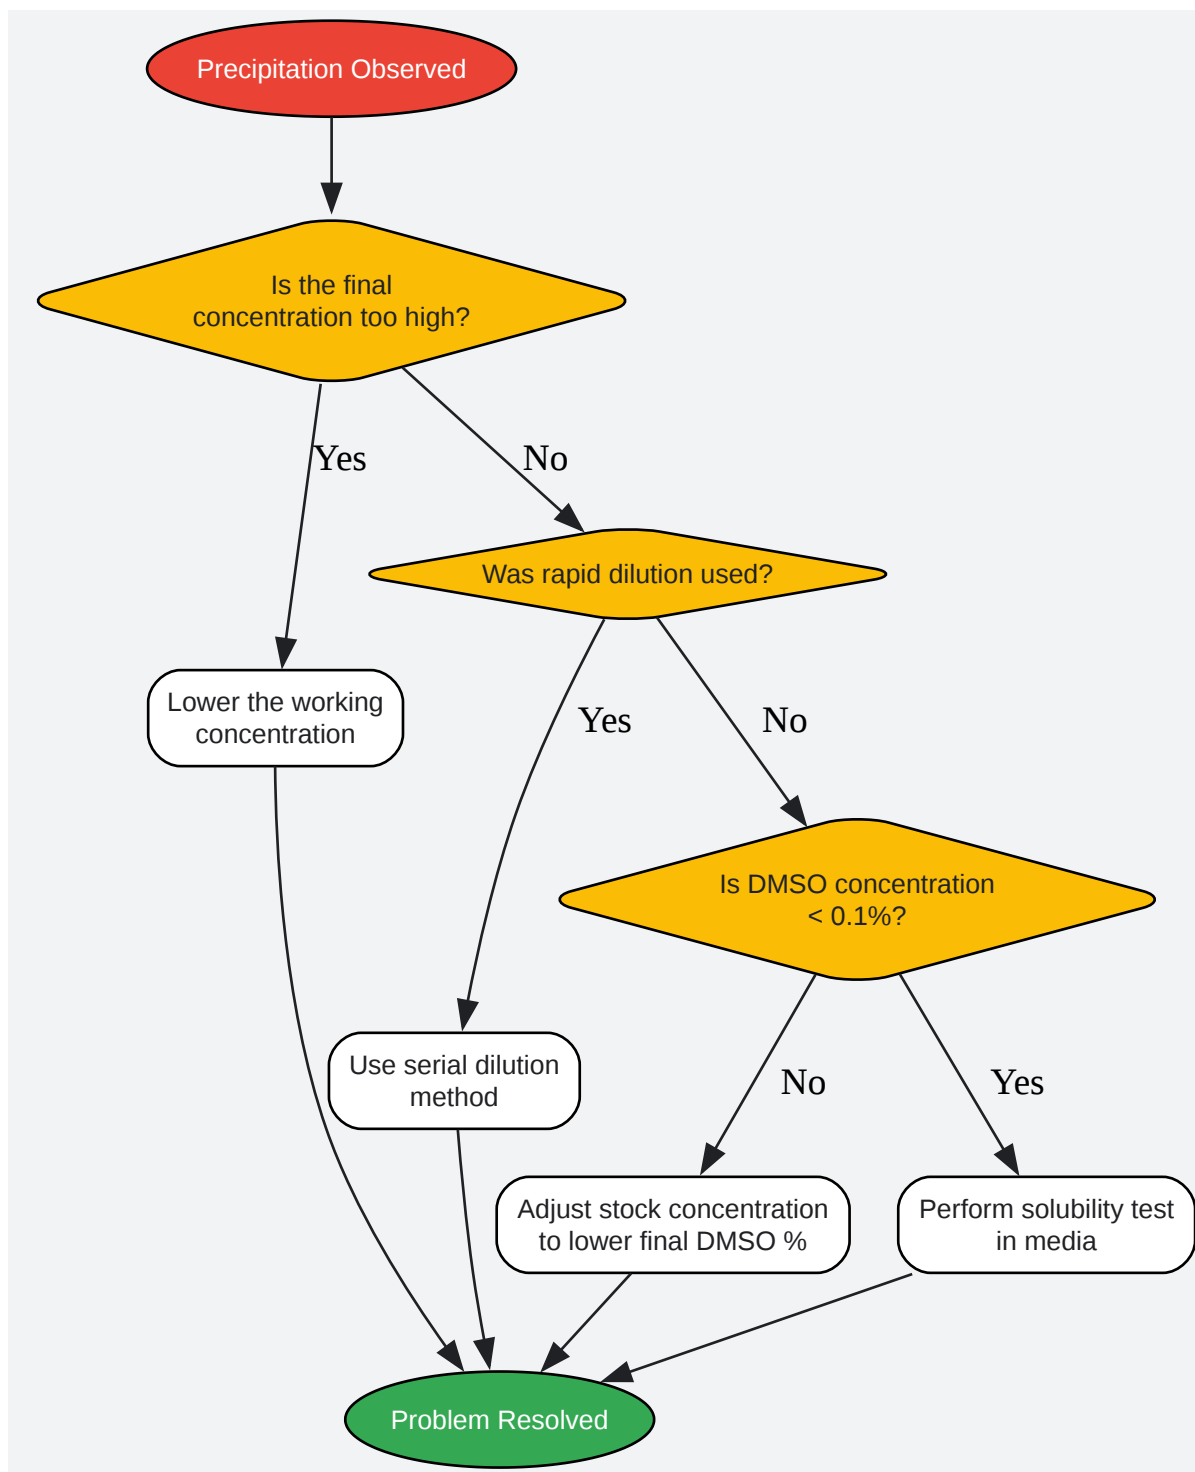 Precipitation Observed
Is the final
concentration too high?
Yes
No
Was rapid dilution used?
Lower the working
concentration
Yes
No
Is DMSO concentration
< 0.1%?
Use serial dilution
method
No
Yes
Adjust stock concentration
to lower final DMSO %
Perform solubility test
in media
Problem Resolved